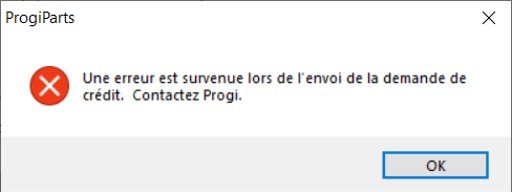 ProgiParts
Une erreur est survenue lors de l'envoi de la demande de
crédit.  Contactez Progi.
OK